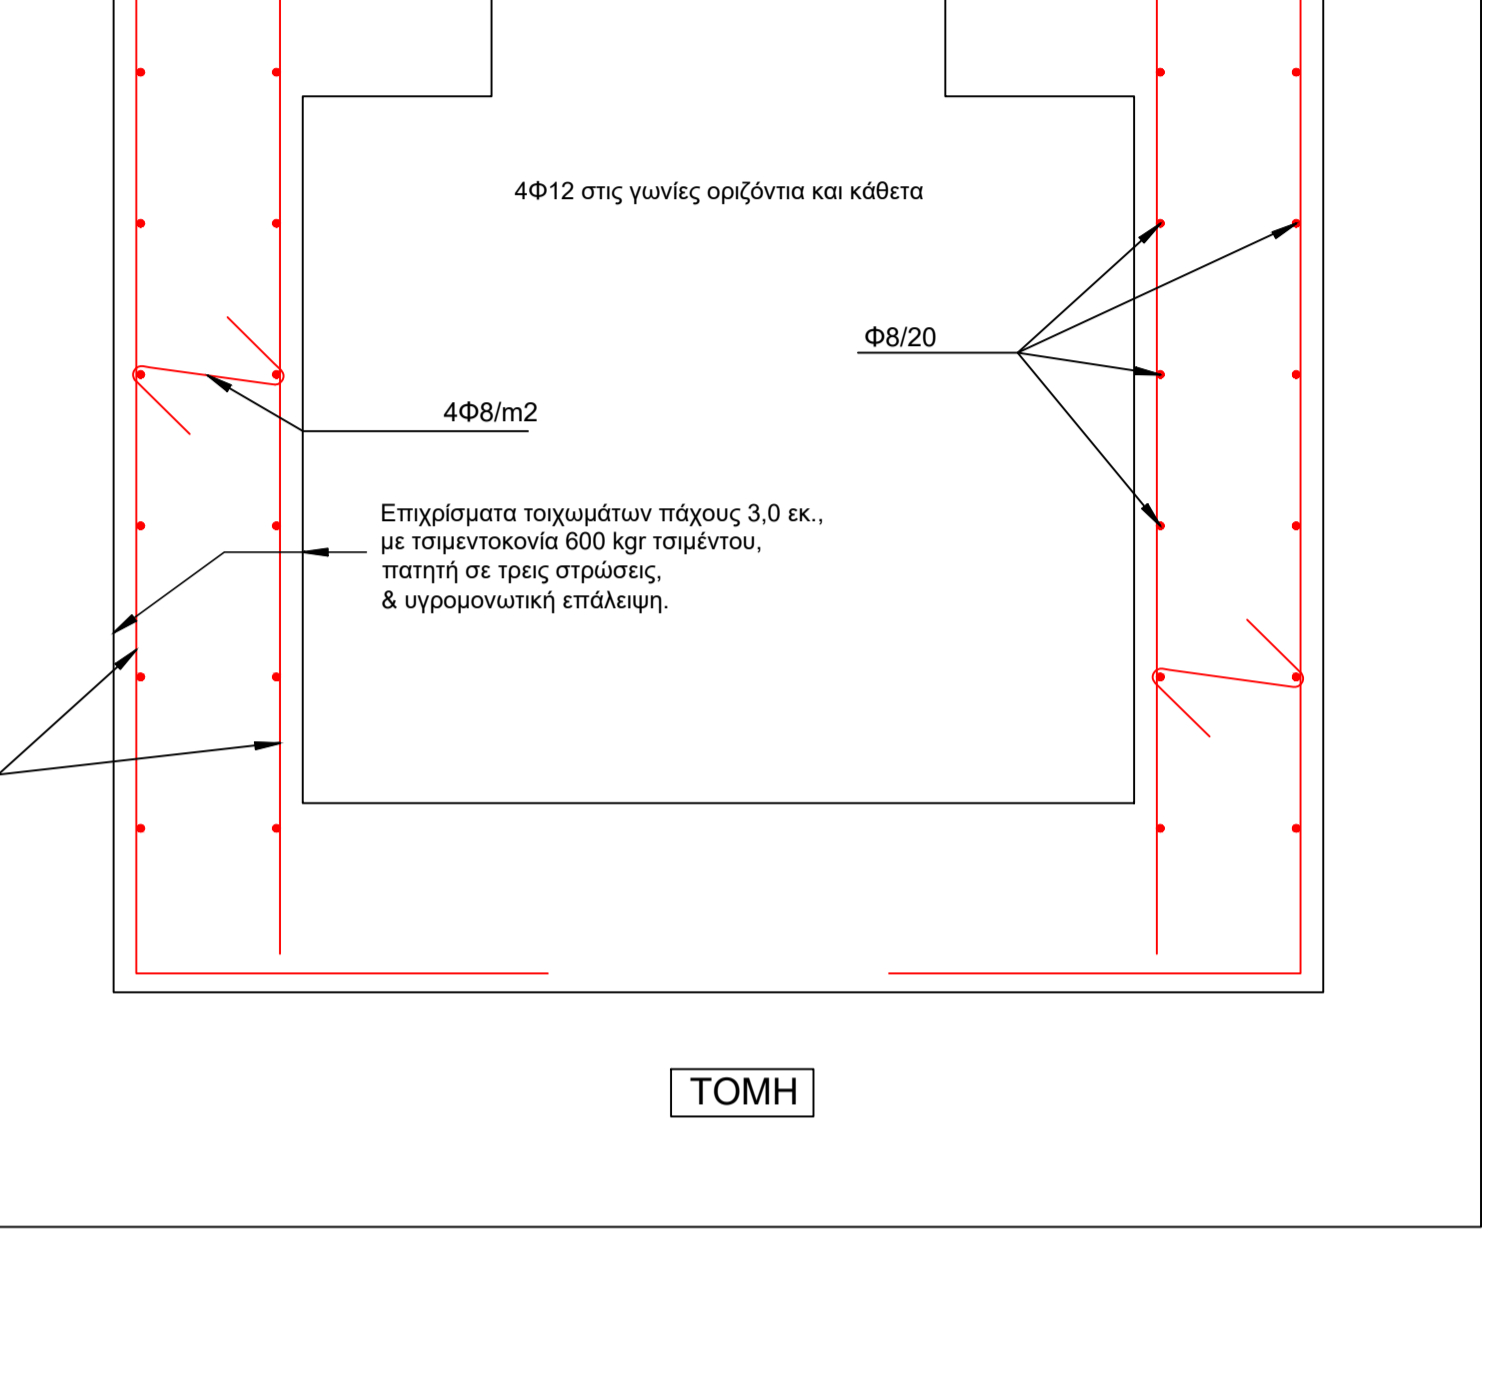 4Φ12 στις γωνίες οριζόντια και κάθετα
Φ8/20
4Φ8/m2
Επιχρίσματα τοιχωμάτων πάχους 3,0 εκ.,
με τσιμεντοκονία 600 kgr τσιμέντου,
πατητή σε τρεις στρώσεις,
& υγρομονωτική επάλειψη.
ΤΟΜΗ